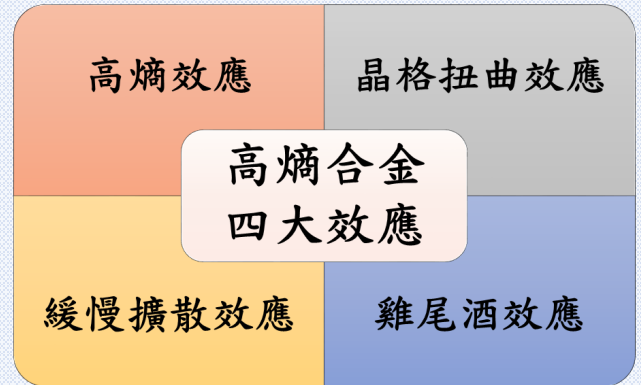 高熵效應
晶格扭曲效應
高熵合金
四大效應
緩慢擴散效應
雞尾酒效應